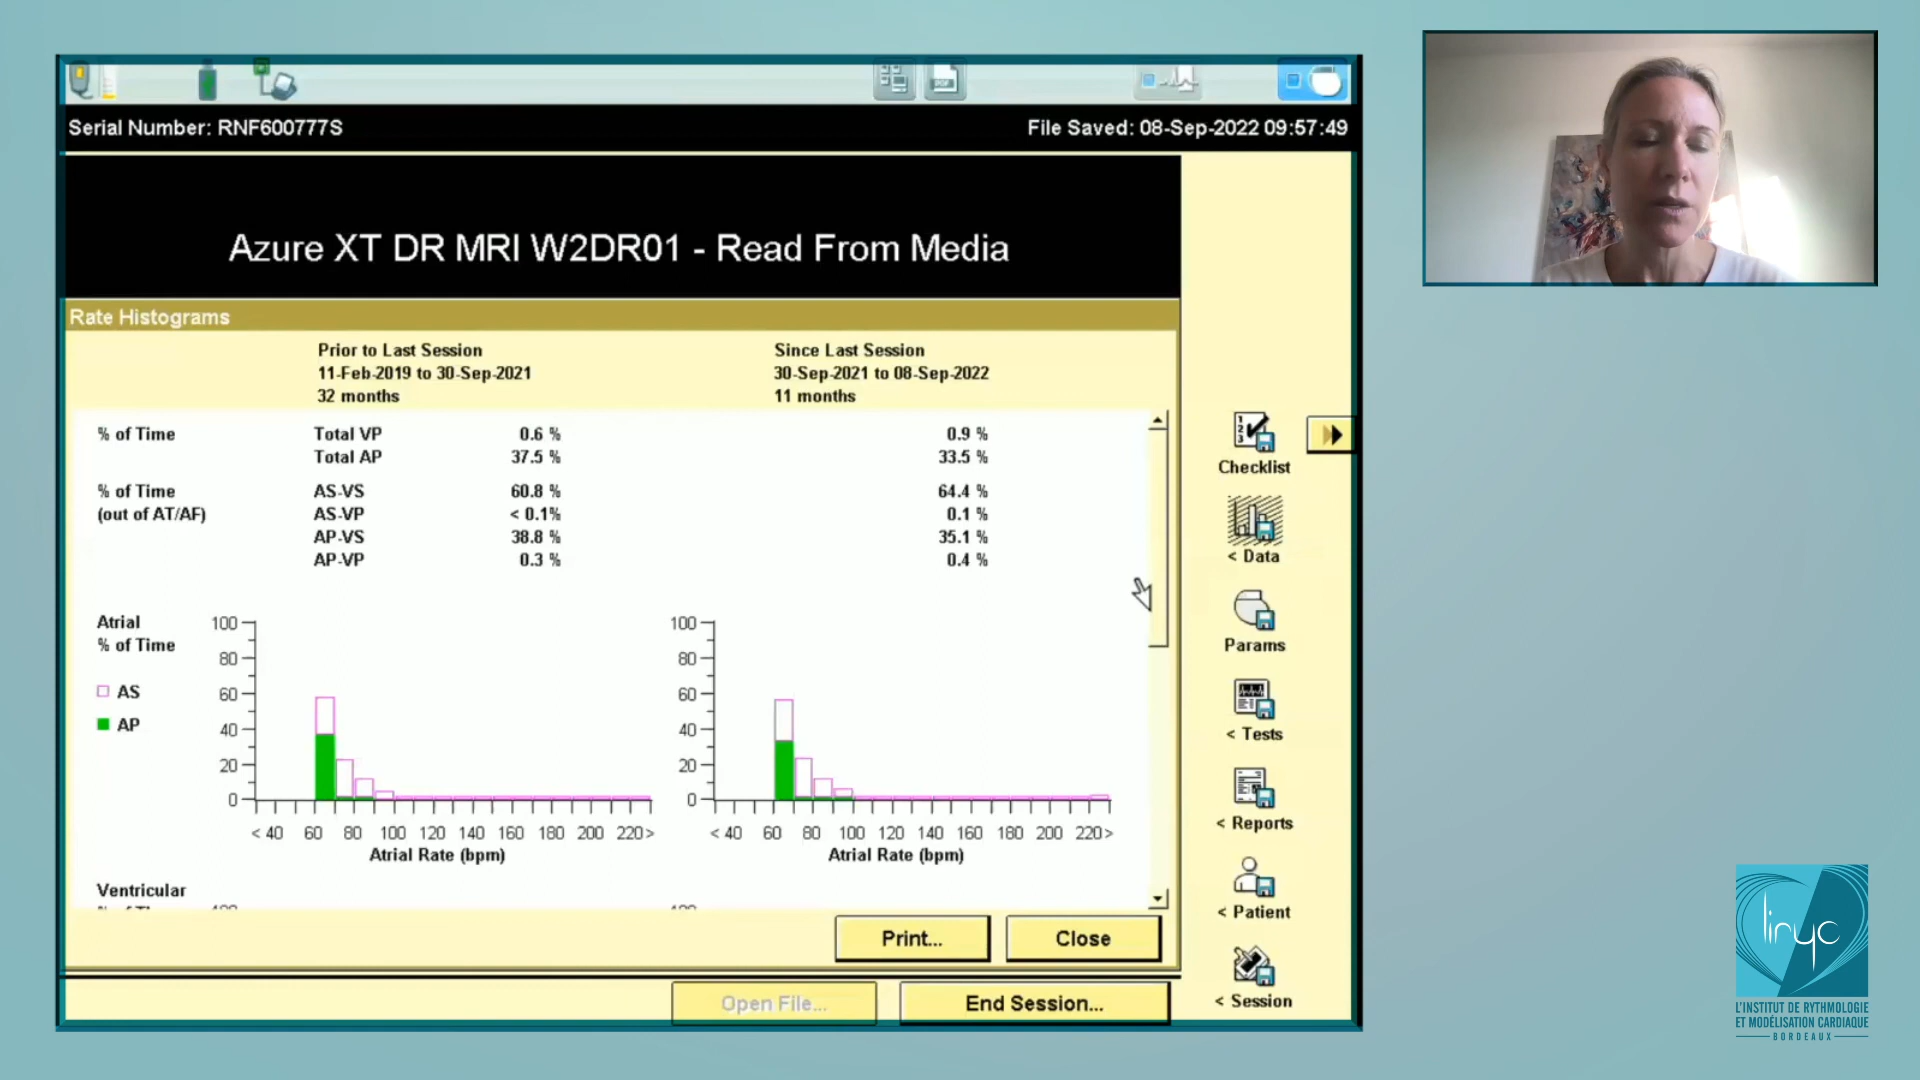 Serial Number: RNF600777S
File Saved: 08-Sep-2022 09:57:49
Azure XT DR MRI W2DR01 - Read From Media
Rate Histograms
Prior to Last Session
11-Feb-2019 to 30-Sep-2021
32 months
Since Last Session
30-Sep-2021 to 08-Sep-2022
11 months
% of Time Total VP 0.6 % 0.9 %
Total AP 37.5 % 33.5 %
% of Time AS-VS 60.8 % 64.4 %
(out of AT/AF) AS-VP < 0.1% 0.1 %
AP-VS 38.8 % 35.1 %
AP-VP 0.3 % 0.4 %
Atrial
% of Time
AS
AP
100
80
60
40
20
0
< 40 60 80 100 120 140 160 180 200 220 >
Atrial Rate (bpm)
100
80
60
40
20
0
< 40 60 80 100 120 140 160 180 200 220 >
Atrial Rate (bpm)
Ventricular
Print...
Close
Open File...
End Session...
1
2
3
Checklist
< Data
Params
< Tests
< Reports
< Patient
< Session
PDF
liryc
L'INSTITUT DE RYTHMOLOGIE
ET MODÉLISATION CARDIAQUE
BORDEAUX